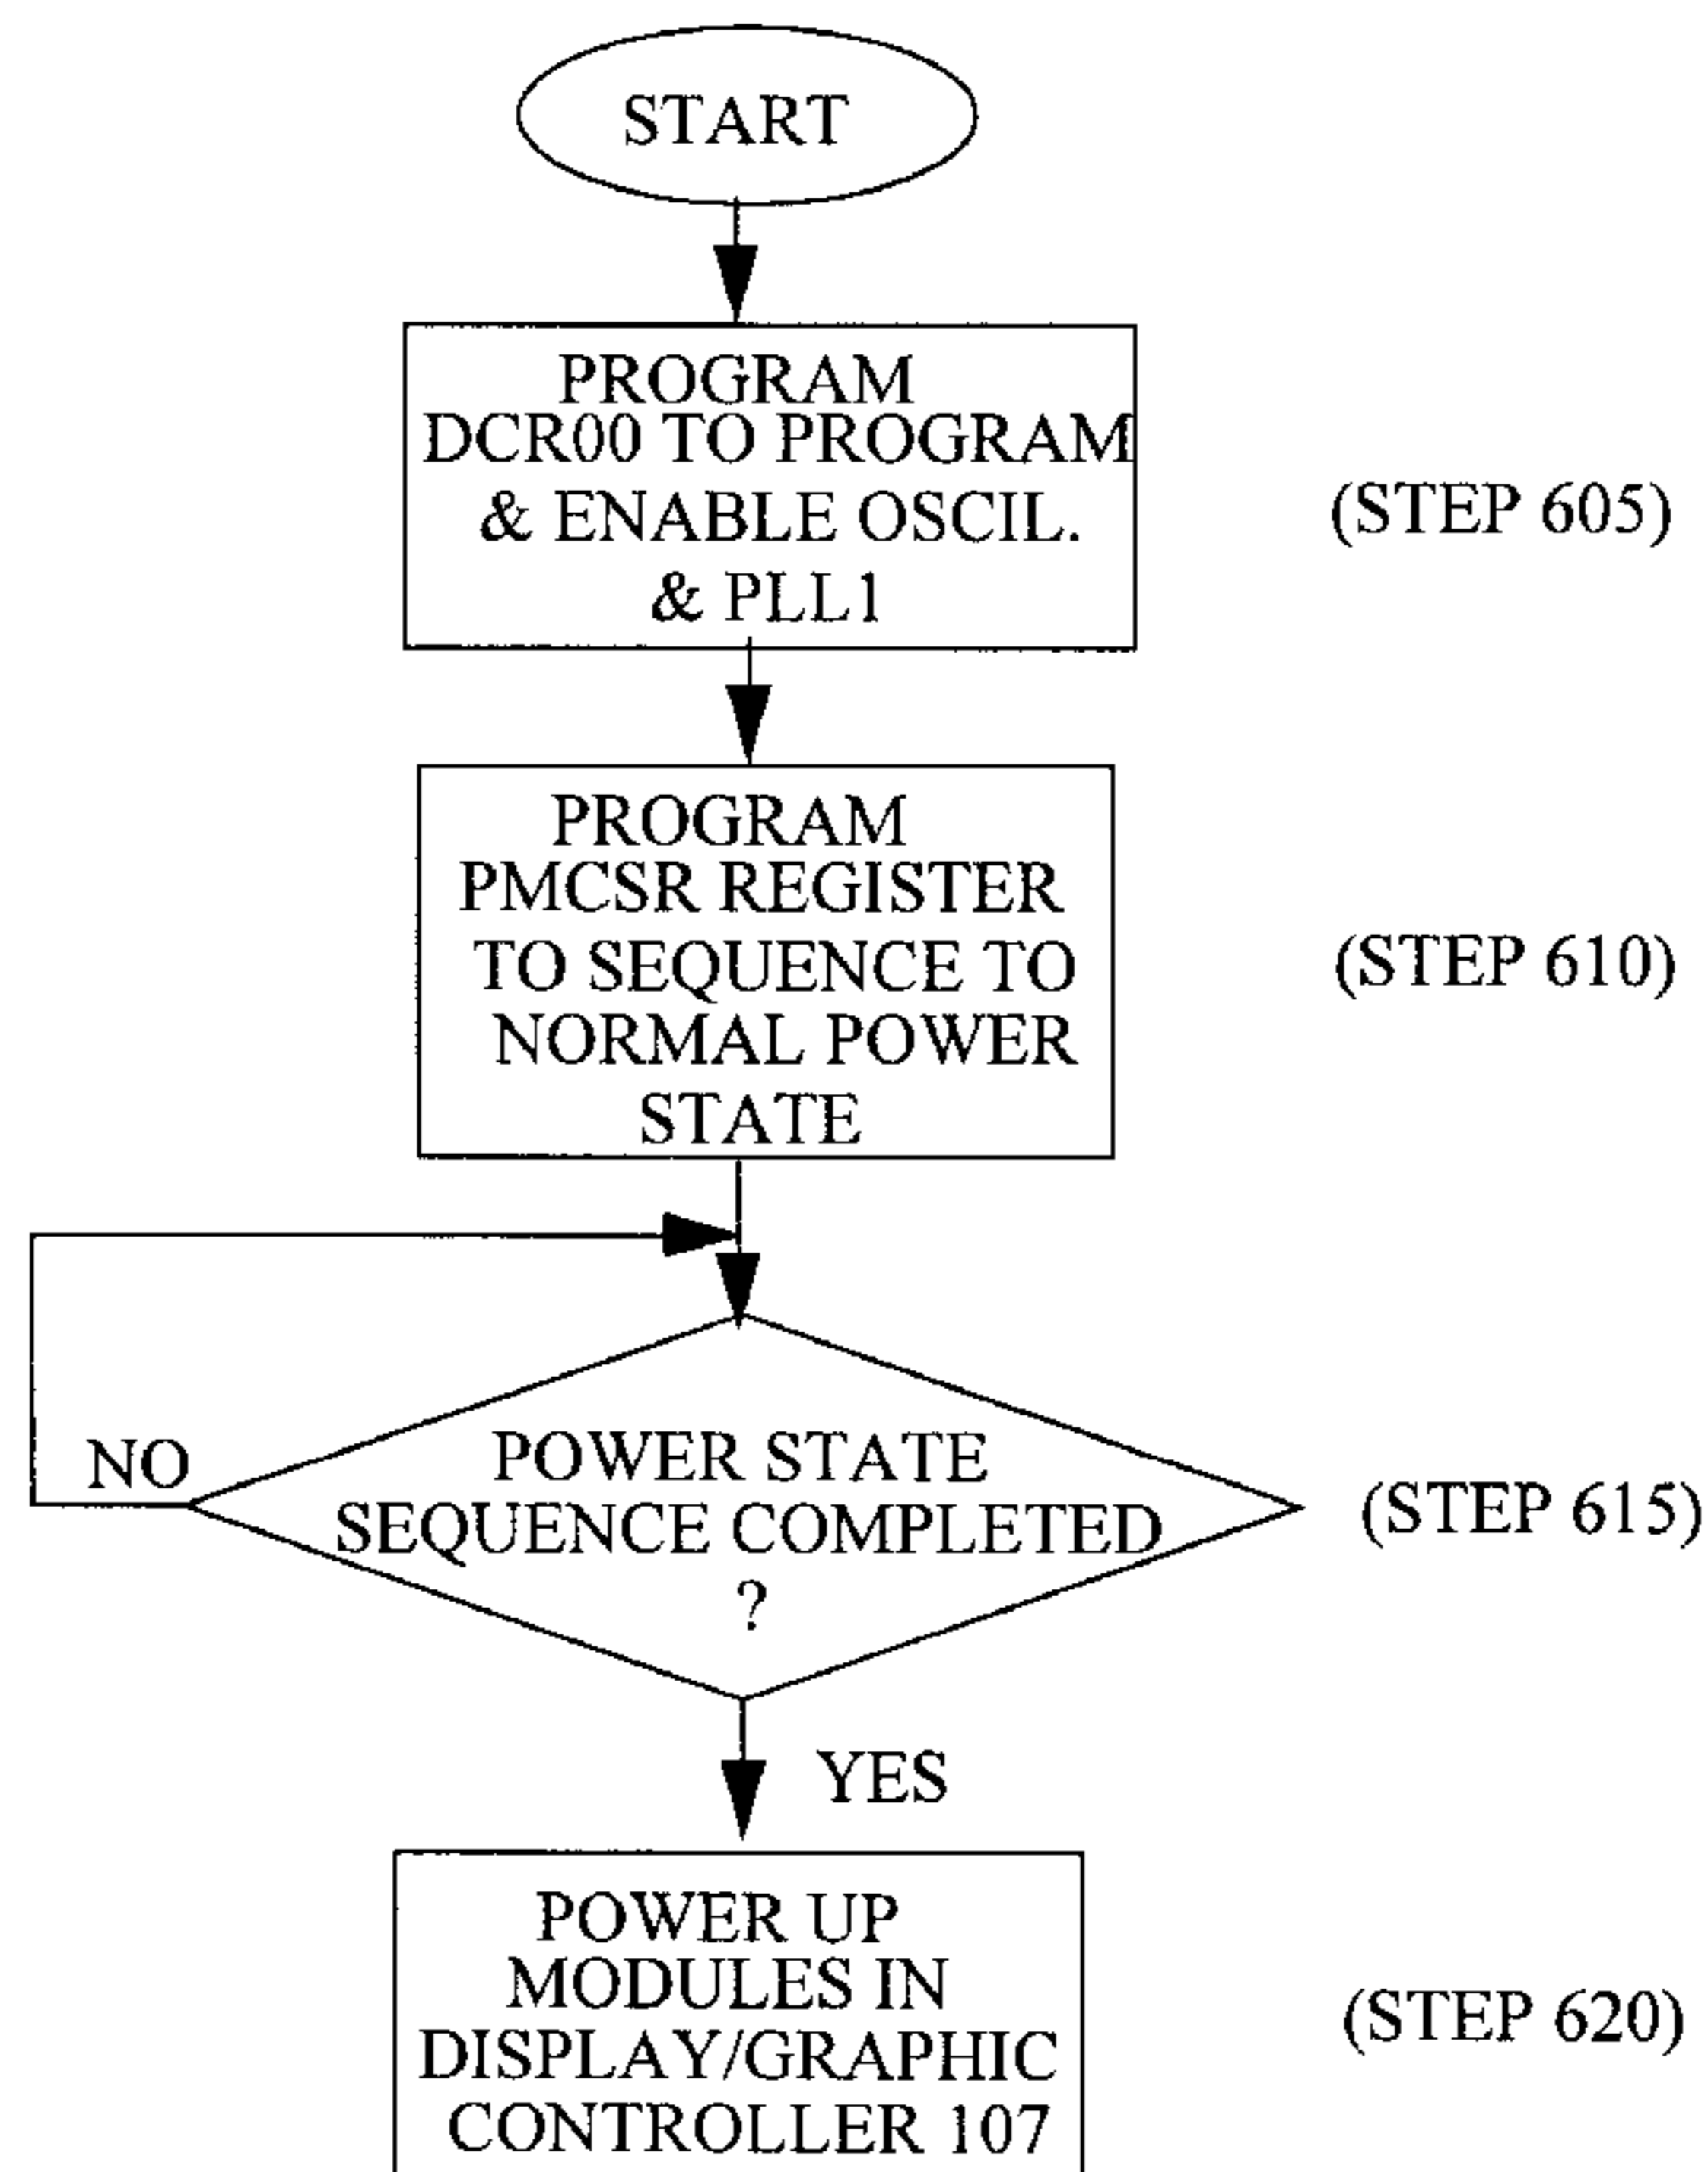 START
PROGRAM
DCR00 TO PROGRAM
& ENABLE OSCIL.
& PLL1
(STEP 605)
PROGRAM
PMCSR REGISTER
TO SEQUENCE TO
NORMAL POWER
STATE
(STEP 610)
NO
POWER STATE
SEQUENCE COMPLETED
?
(STEP 615)
YES
POWER UP
MODULES IN
DISPLAY/GRAPHIC
CONTROLLER 107
(STEP 620)